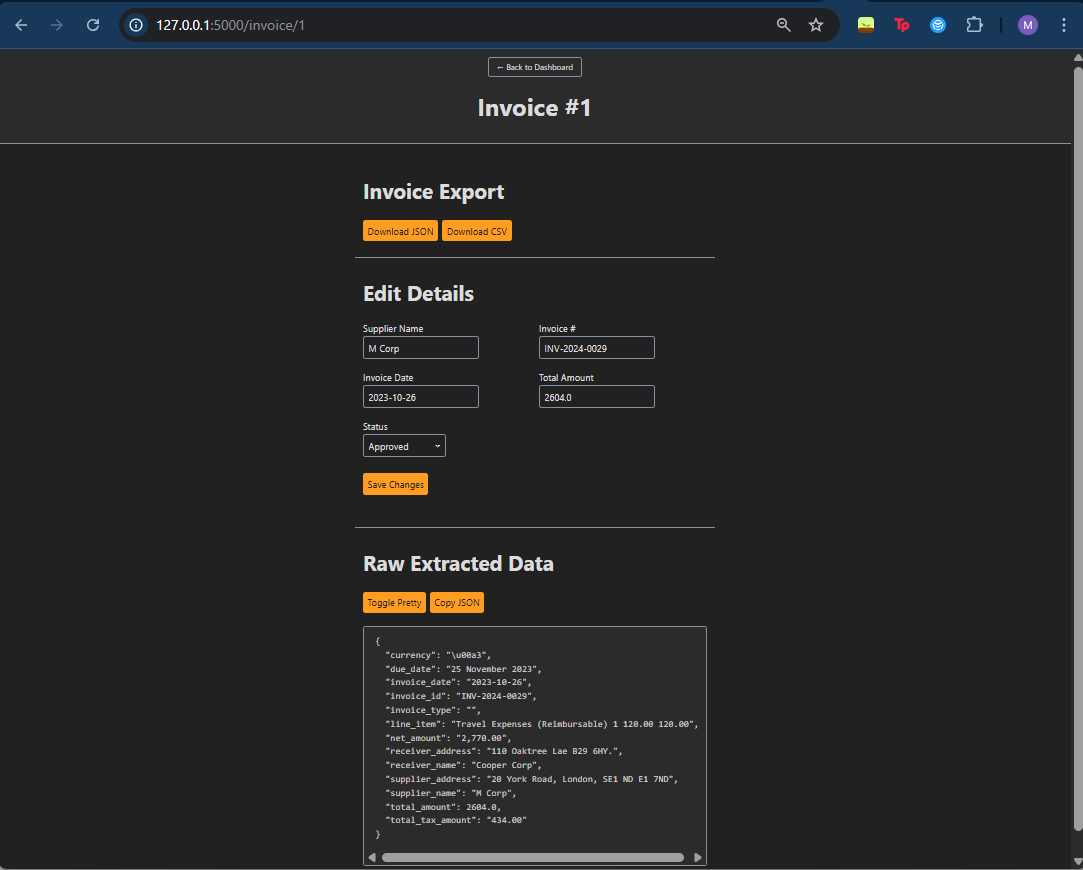 127.0.0.1:5000/invoice/1
Tp
M
← Back to Dashboard
Invoice #1
Invoice Export
Download JSON Download CSV
Edit Details
Supplier Name Invoice #
M Corp INV-2024-0029
Invoice Date Total Amount
2023-10-26 2604.0
Status
Approved
Save Changes
Raw Extracted Data
Toggle Pretty Copy JSON
{
"currency": "\u00a3",
"due_date": "25 November 2023",
"invoice_date": "2023-10-26",
"invoice_id": "INV-2024-0029",
"invoice_type": "",
"line_item": "Travel Expenses (Reimbursable) 1 120.00 120.00",
"net_amount": "2,770.00",
"receiver_address": "110 Oaktree Lae B29 6HY.",
"receiver_name": "Cooper Corp",
"supplier_address": "20 York Road, London, SE1 ND E1 7ND",
"supplier_name": "M Corp",
"total_amount": 2604.0,
"total_tax_amount": "434.00"
}